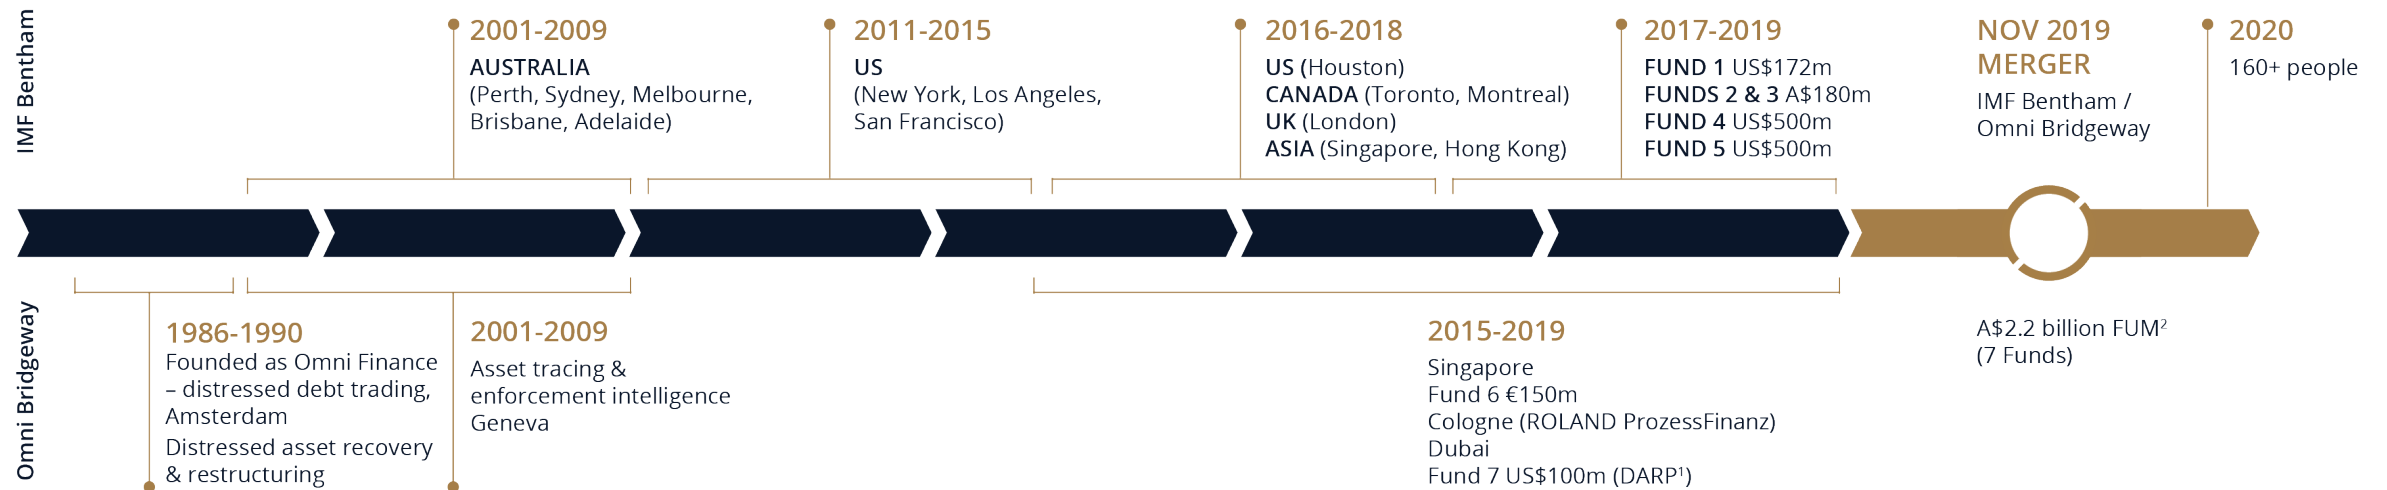 IMF Bentham
2001-2009
AUSTRALIA
(Perth, Sydney, Melbourne,
Brisbane, Adelaide)
2011-2015
US
(New York, Los Angeles,
San Francisco)
2016-2018
US (Houston)
CANADA (Toronto, Montreal)
UK (London)
ASIA (Singapore, Hong Kong)
2017-2019
FUND 1 US$172m
FUNDS 2 & 3 A$180m
FUND 4 US$500m
FUND 5 US$500m
NOV 2019
MERGER
IMF Bentham /
Omni Bridgeway
2020
160+ people
Omni Bridgeway
1986-1990
Founded as Omni Finance
– distressed debt trading,
Amsterdam
Distressed asset recovery
& restructuring
2001-2009
Asset tracing &
enforcement intelligence
Geneva
2015-2019
Singapore
Fund 6 €150m
Cologne (ROLAND ProzessFinanz)
Dubai
Fund 7 US$100m (DARP¹)
A$2.2 billion FUM²
(7 Funds)